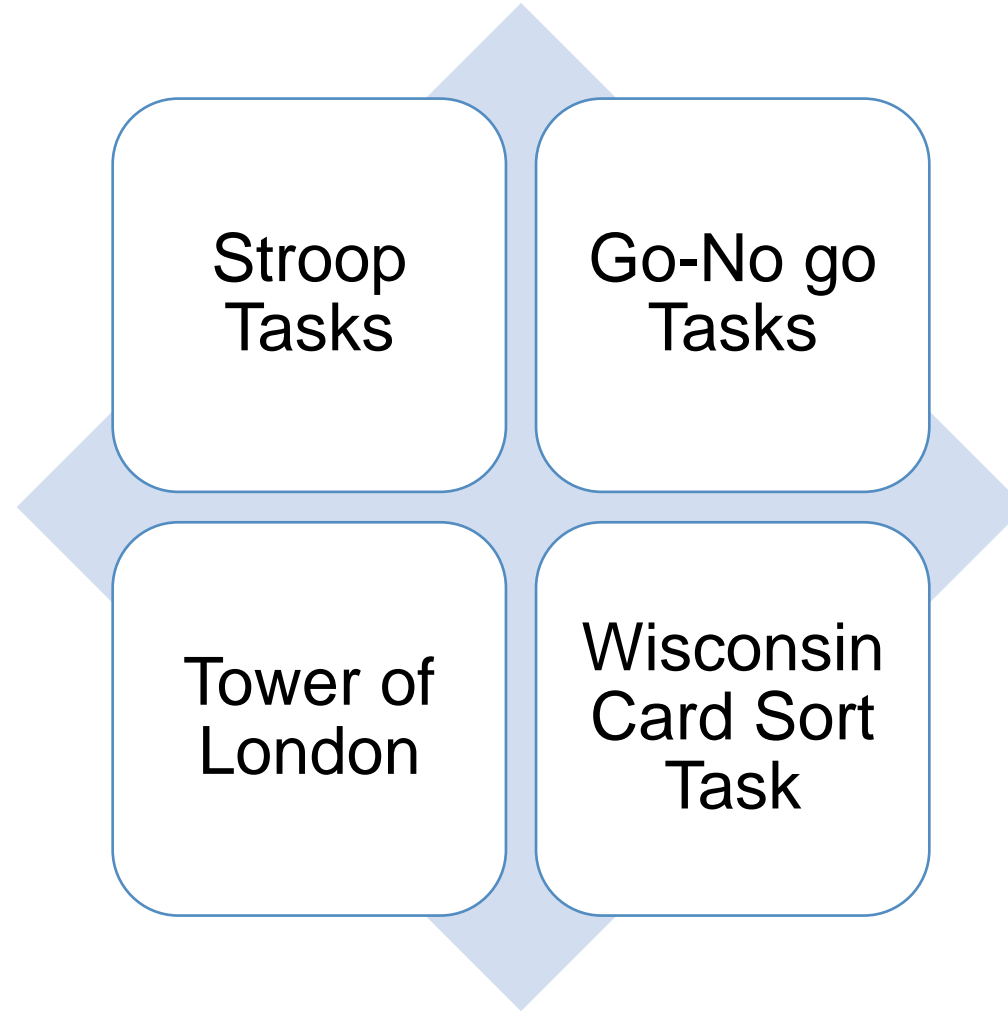 Stroop
Tasks
Go-No go
Tasks
Tower of
London
Wisconsin
Card Sort
Task